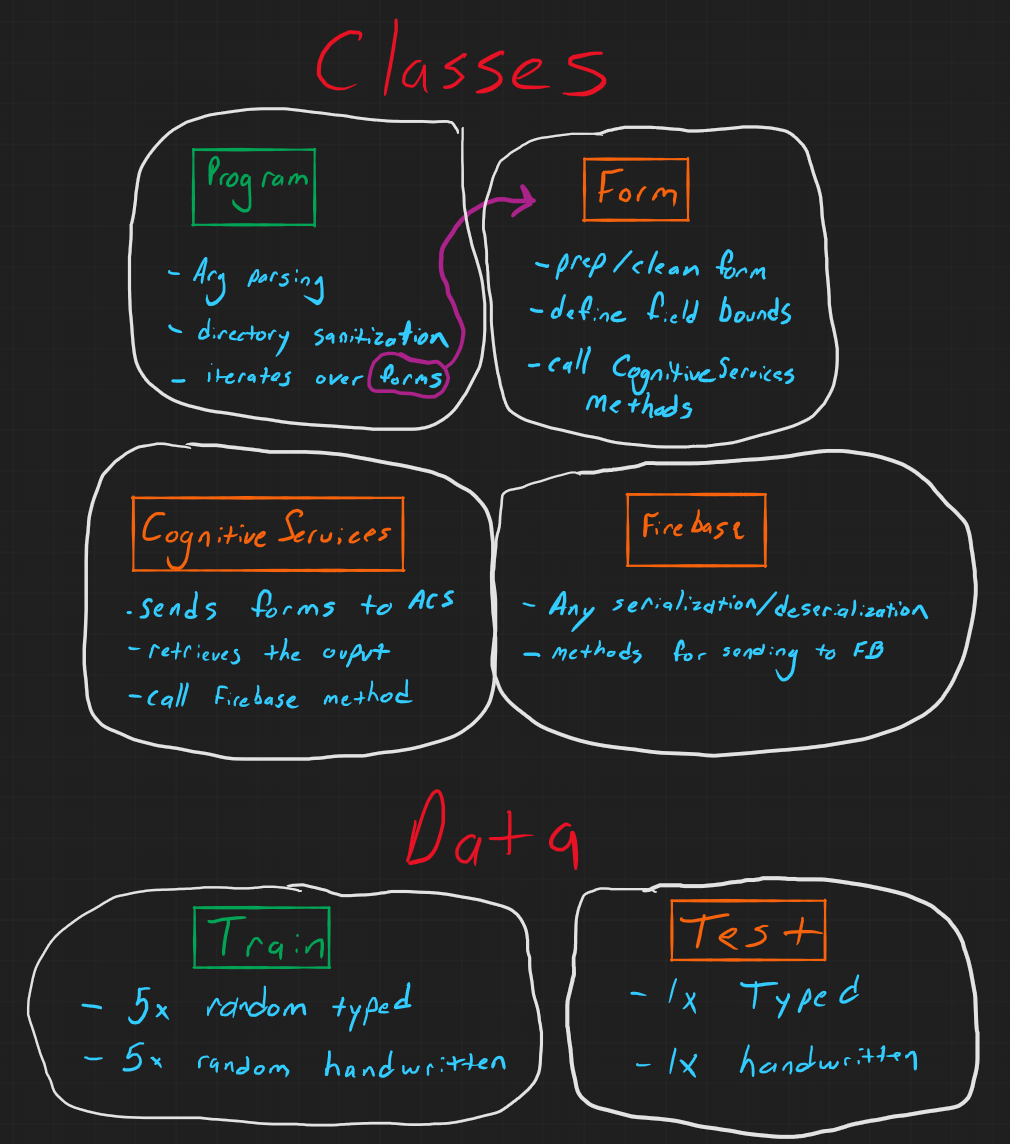 Classes
Program
- Arg parsing
- directory sanitization
- iterates over forms
Form
- prep/clean form
- define field bounds
- call CognitiveServices
methods
Cognitive Services
- sends forms to ACS
- retrieves the ouput
- call Firebase method
Firebase
- Any serialization/deserialization
- methods for sending to FB
Data
Train
- 5x random typed
- 5x random handwritten
Test
- 1x Typed
- 1x handwritten